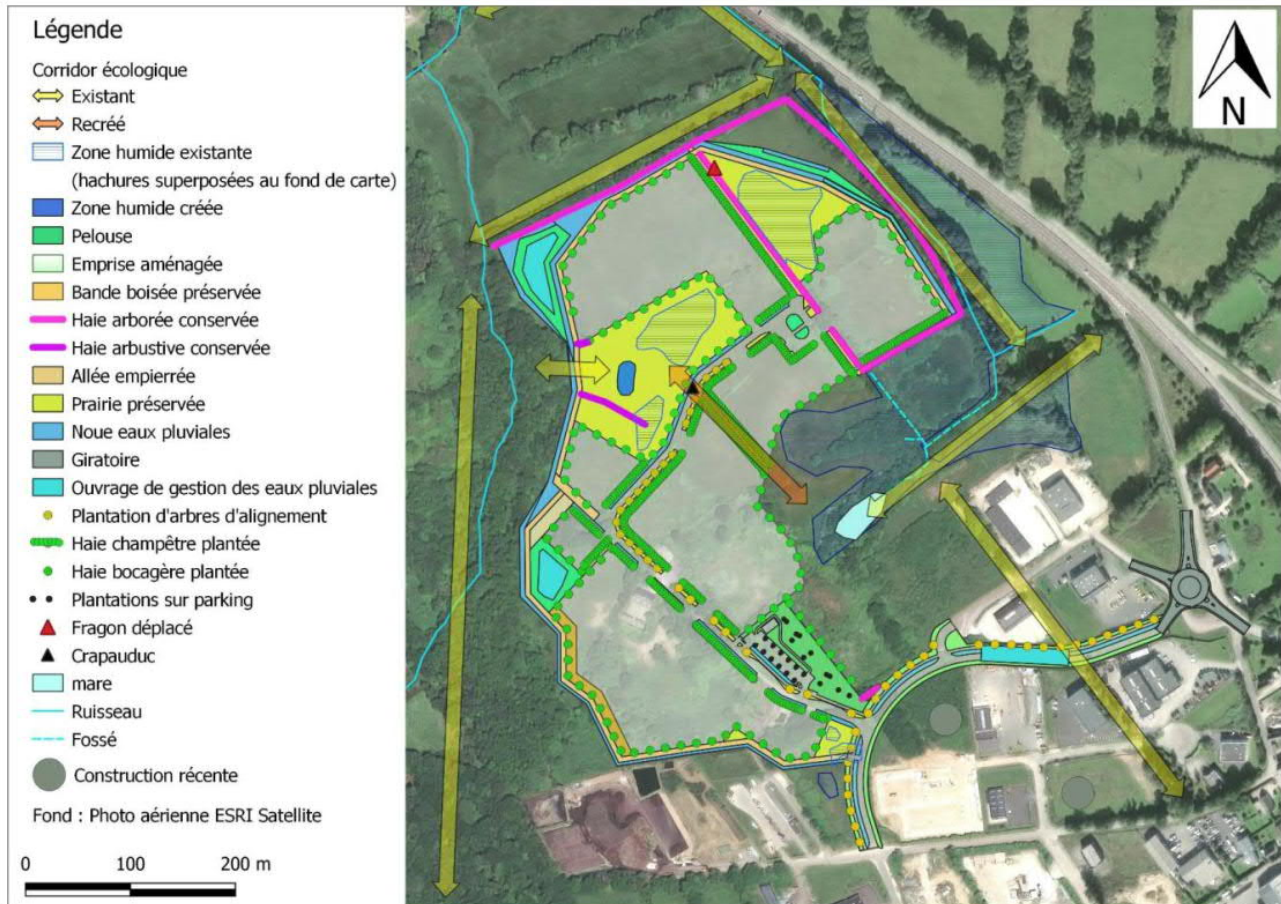 Légende
Corridor écologique
Existant
Recréé
Zone humide existante
(hachures superposées au fond de carte)
Zone humide créée
Pelouse
Emprise aménagée
Bande boisée préservée
Haie arborée conservée
Haie arbustive conservée
Allée empierrée
Prairie préservée
Noue eaux pluviales
Giratoire
Ouvrage de gestion des eaux pluviales
Plantation d'arbres d'alignement
Haie champêtre plantée
Haie bocagère plantée
Plantations sur parking
Fragon déplacé
Crapauduc
mare
Ruisseau
Fossé
Construction récente
Fond : Photo aérienne ESRI Satellite
0 100 200 m
N